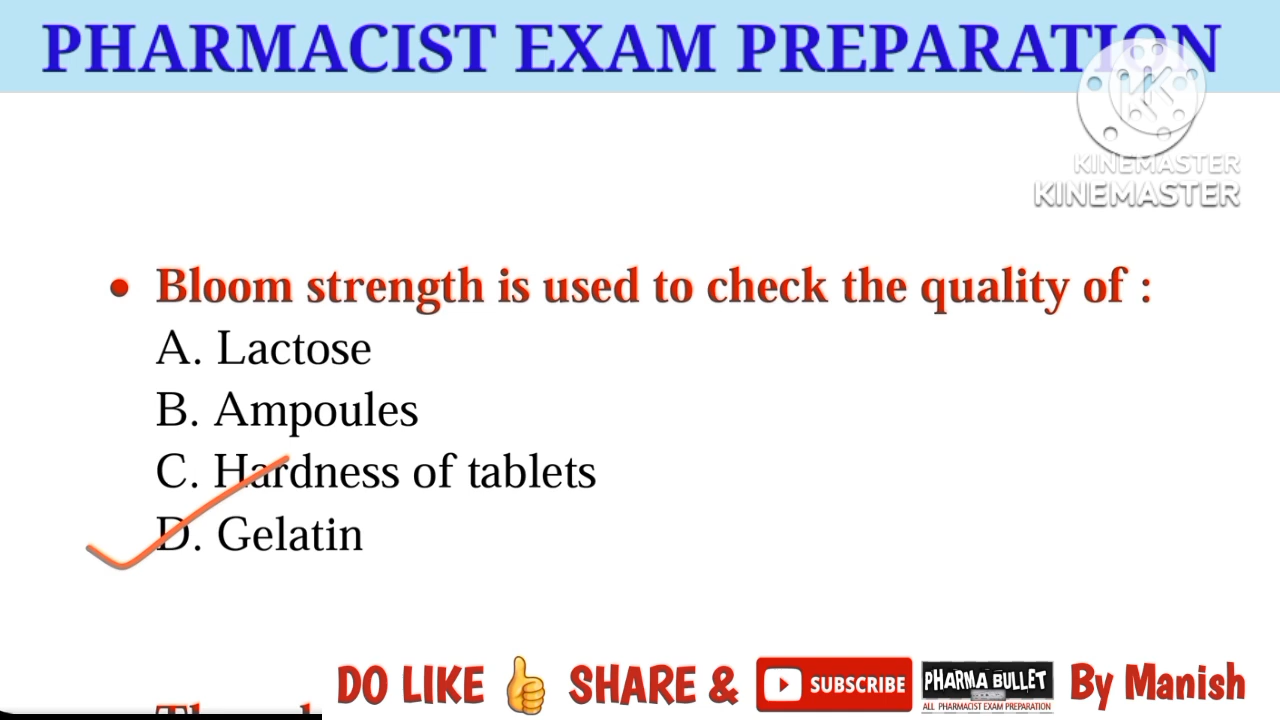 PHARMACIST EXAM PREPARATION
KINEMASTER
KINEMASTER
• Bloom strength is used to check the quality of :
A. Lactose
B. Ampoules
C. Hardness of tablets
D. Gelatin
DO LIKE 👍 SHARE & SUBSCRIBE PHARMA BULLET By Manish
ALL PHARMACIST EXAM PREPARATION